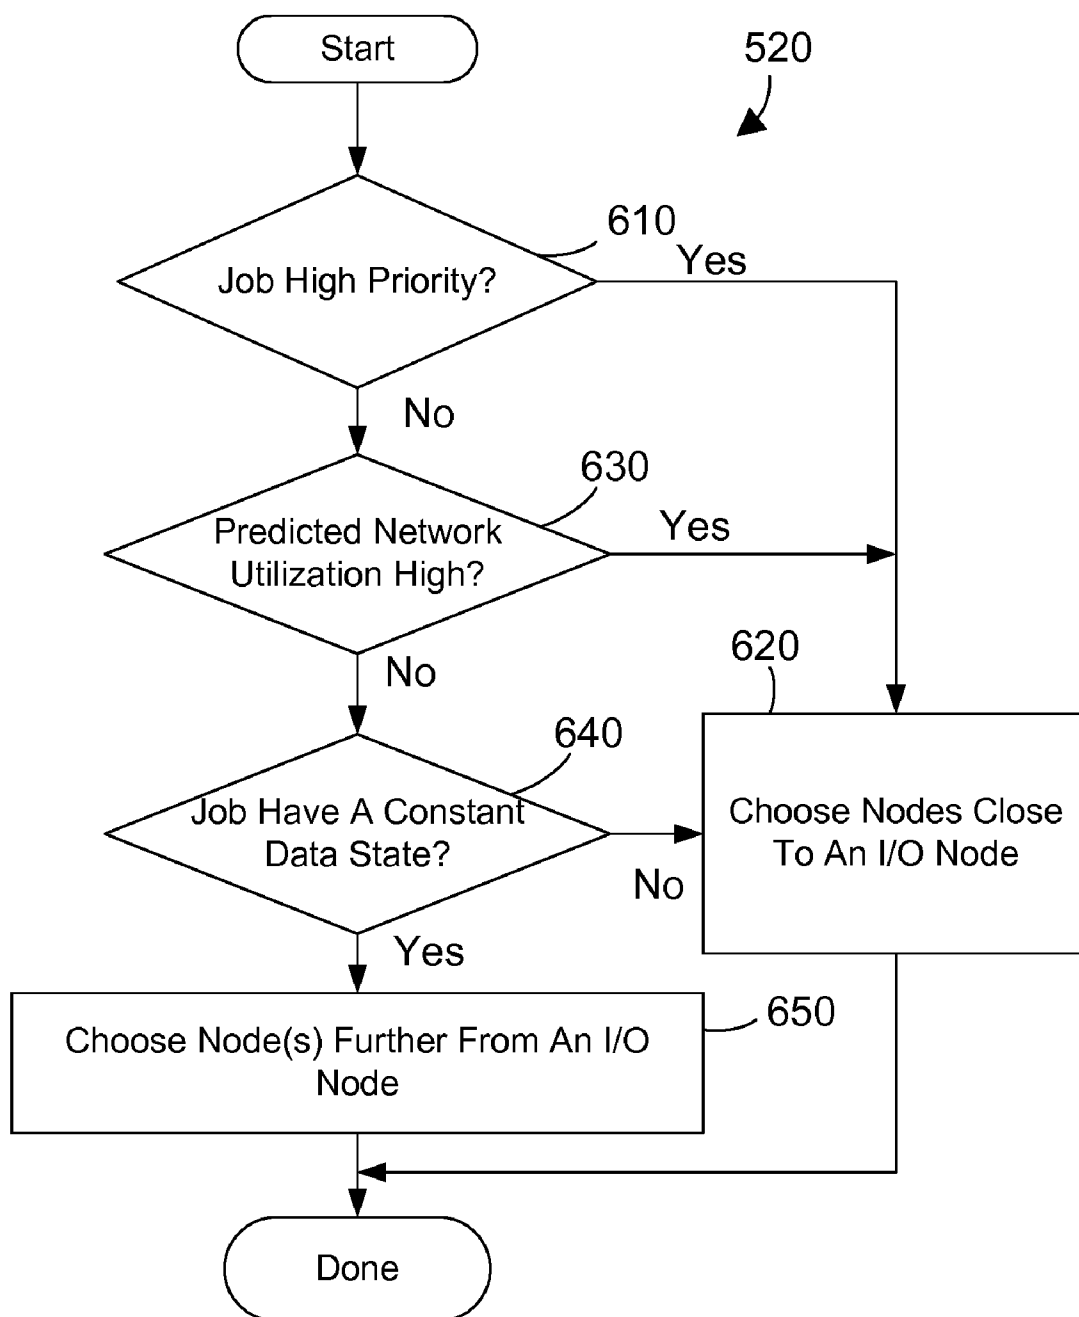 Start
520
610
Job High Priority?
Yes
No
630
Predicted Network
Utilization High?
Yes
No
620
640
Job Have A Constant
Data State?
No
Choose Nodes Close
To An I/O Node
Yes
650
Choose Node(s) Further From An I/O
Node
Done